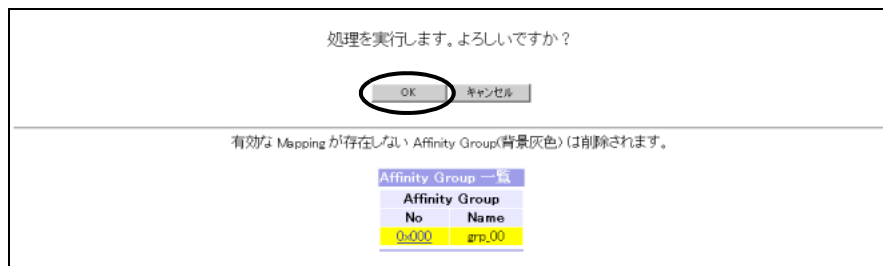 処理を実行します。よろしいですか？
OK キャンセル
有効な Mapping が存在しない Affinity Group(背景灰色) は削除されます。
Affinity Group 一覧
Affinity Group
No Name
0x000 grp_00